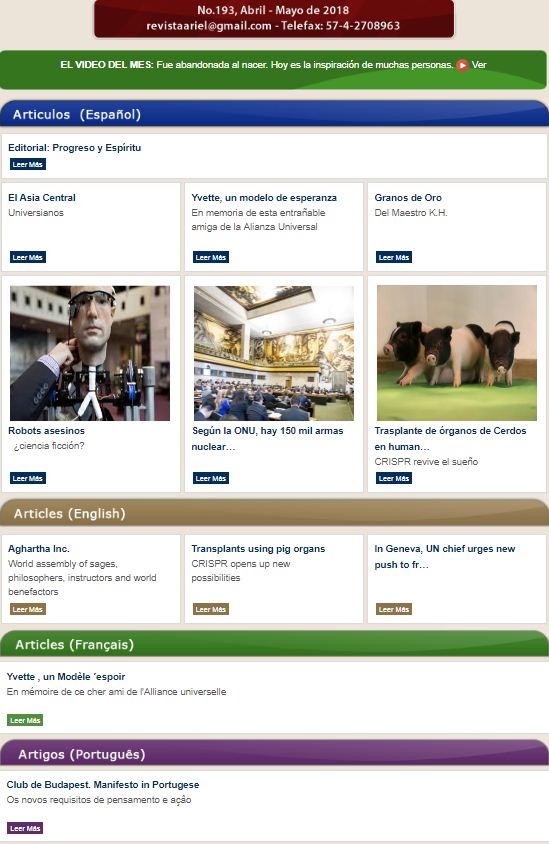 No.193, Abril - Mayo de 2018
revistaariel@gmail.com - Telefax: 57-4-2708963
EL VIDEO DEL MES: Fue abandonada al nacer. Hoy es la inspiración de muchas personas. Ver
Articulos (Español)
Editorial: Progreso y Espíritu
Leer Más
El Asia Central
Universianos
Leer Más
Yvette, un modelo de esperanza
En memoria de esta entrañable
amiga de la Alianza Universal
Leer Más
Granos de Oro
Del Maestro K.H.
Leer Más
Robots asesinos
¿ciencia ficción?
Leer Más
Según la ONU, hay 150 mil armas
nuclear…
Leer Más
Trasplante de órganos de Cerdos
en human…
CRISPR revive el sueño
Leer Más
Articles (English)
Aghartha Inc.
World assembly of sages,
philosophers, instructors and world
benefactors
Leer Más
Transplants using pig organs
CRISPR opens up new
possibilities
Leer Más
In Geneva, UN chief urges new
push to fr…
Leer Más
Articles (Français)
Yvette , un Modèle ´espoir
En mémoire de ce cher ami de l'Alliance universelle
Leer Más
Artigos (Português)
Club de Budapest. Manifesto in Portugese
Os novos requisitos de pensamento e ação
Leer Más